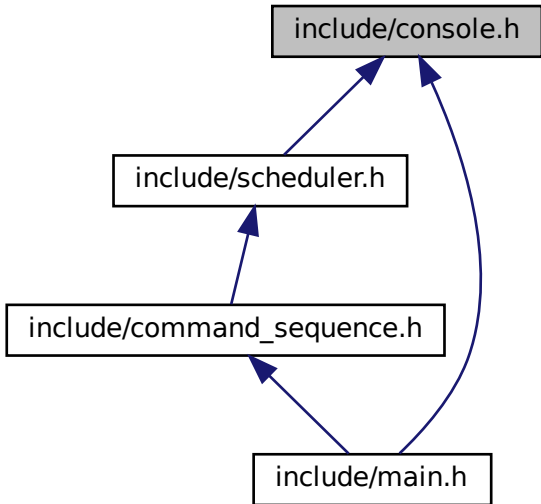 include/console.h
include/scheduler.h
include/command_sequence.h
include/main.h